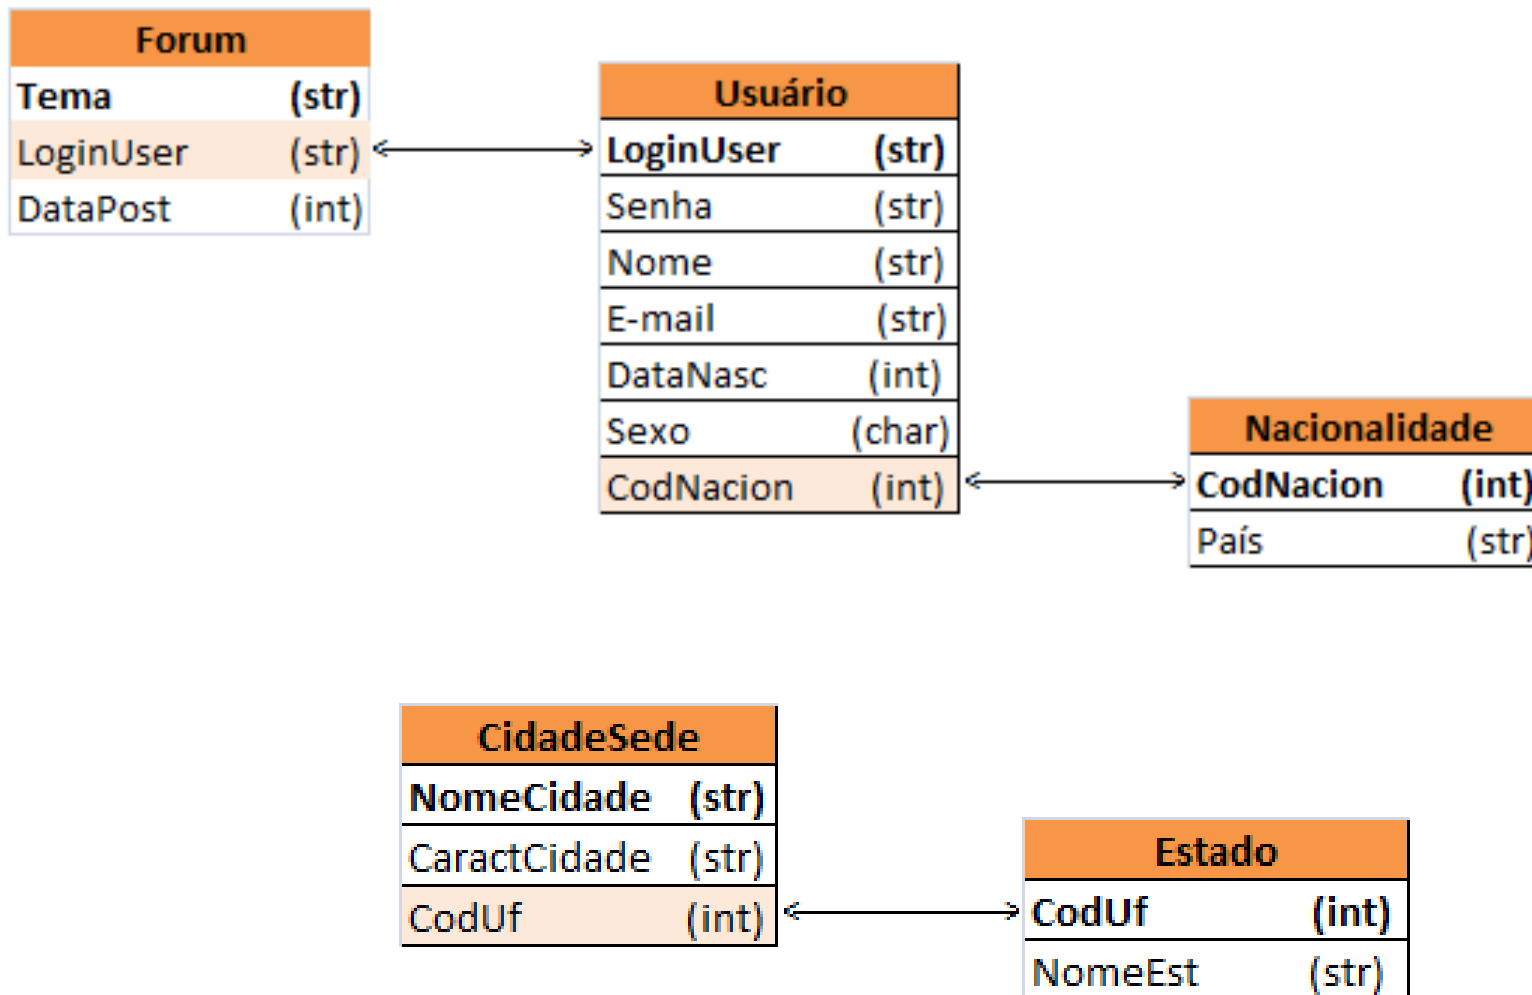 Forum
Tema (str)
LoginUser (str)
DataPost (int)
Usuário
LoginUser (str)
Senha (str)
Nome (str)
E-mail (str)
DataNasc (int)
Sexo (char)
CodNacion (int)
Nacionalidade
CodNacion (int)
País (str)
CidadeSede
NomeCidade (str)
CaractCidade (str)
CodUf (int)
Estado
CodUf (int)
NomeEst (str)